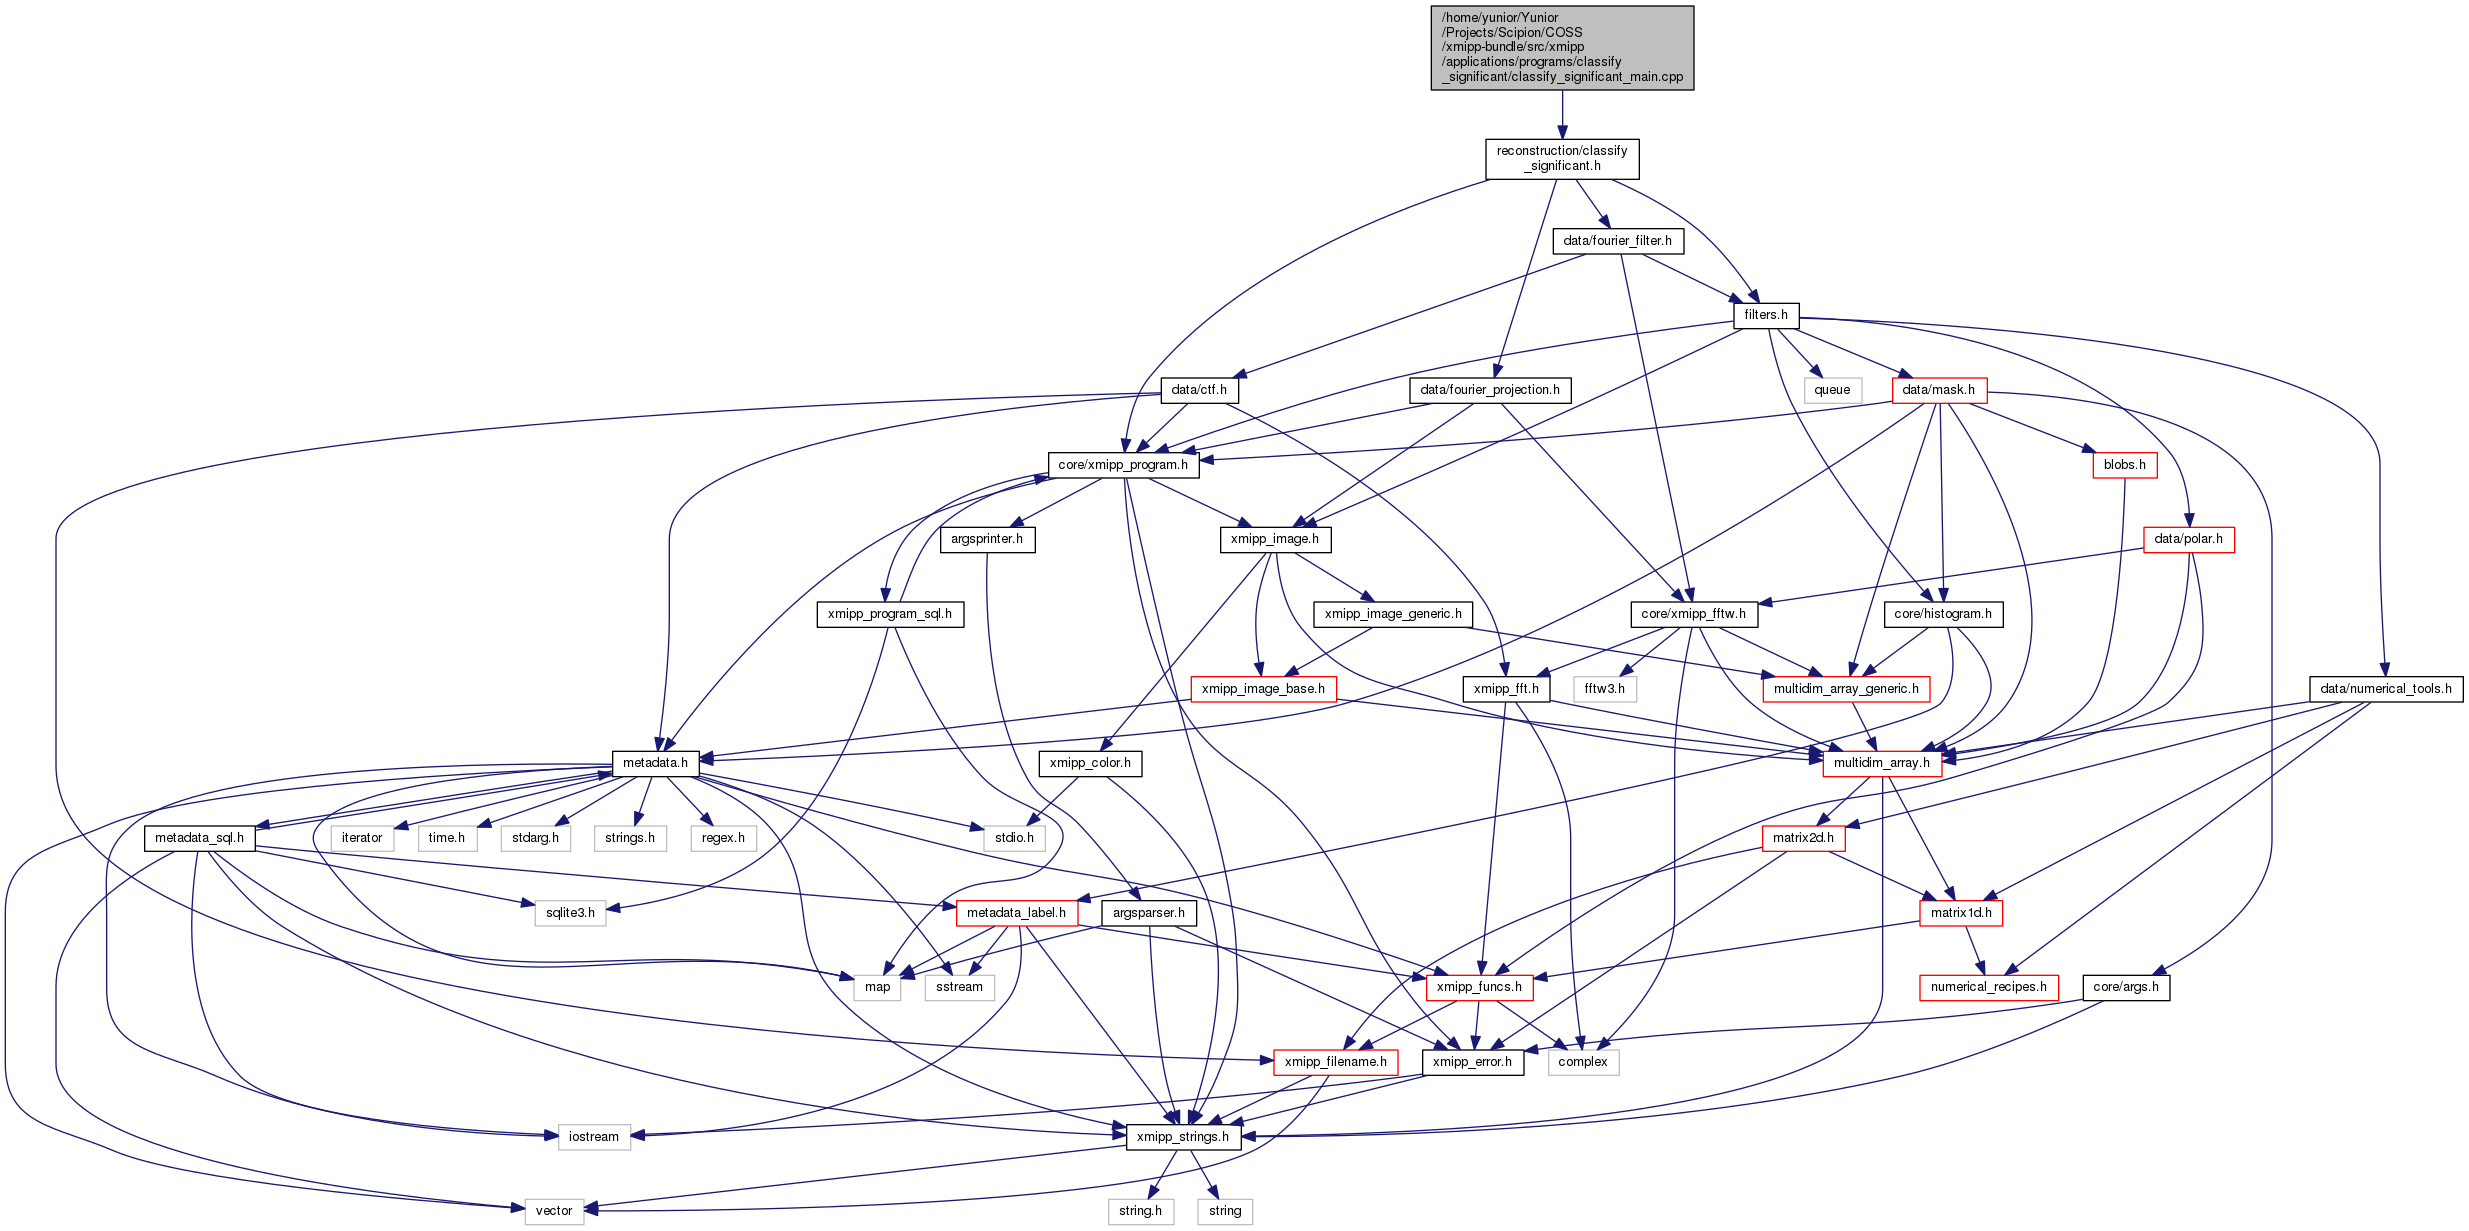 /home/yunior/Yunior
/Projects/Scipion/COSS
/xmipp-bundle/src/xmipp
/applications/programs/classify
_significant/classify_significant_main.cpp
reconstruction/classify
_significant.h
data/fourier_filter.h
filters.h
data/ctf.h
data/fourier_projection.h
queue
data/mask.h
core/xmipp_program.h
blobs.h
argsprinter.h
xmipp_image.h
data/polar.h
xmipp_program_sql.h
xmipp_image_generic.h
core/xmipp_fftw.h
core/histogram.h
xmipp_image_base.h
xmipp_fft.h
fftw3.h
multidim_array_generic.h
data/numerical_tools.h
metadata.h
xmipp_color.h
multidim_array.h
metadata_sql.h
iterator
time.h
stdarg.h
strings.h
regex.h
stdio.h
matrix2d.h
sqlite3.h
metadata_label.h
argsparser.h
matrix1d.h
map
sstream
xmipp_funcs.h
numerical_recipes.h
core/args.h
xmipp_filename.h
xmipp_error.h
complex
iostream
xmipp_strings.h
vector
string.h
string